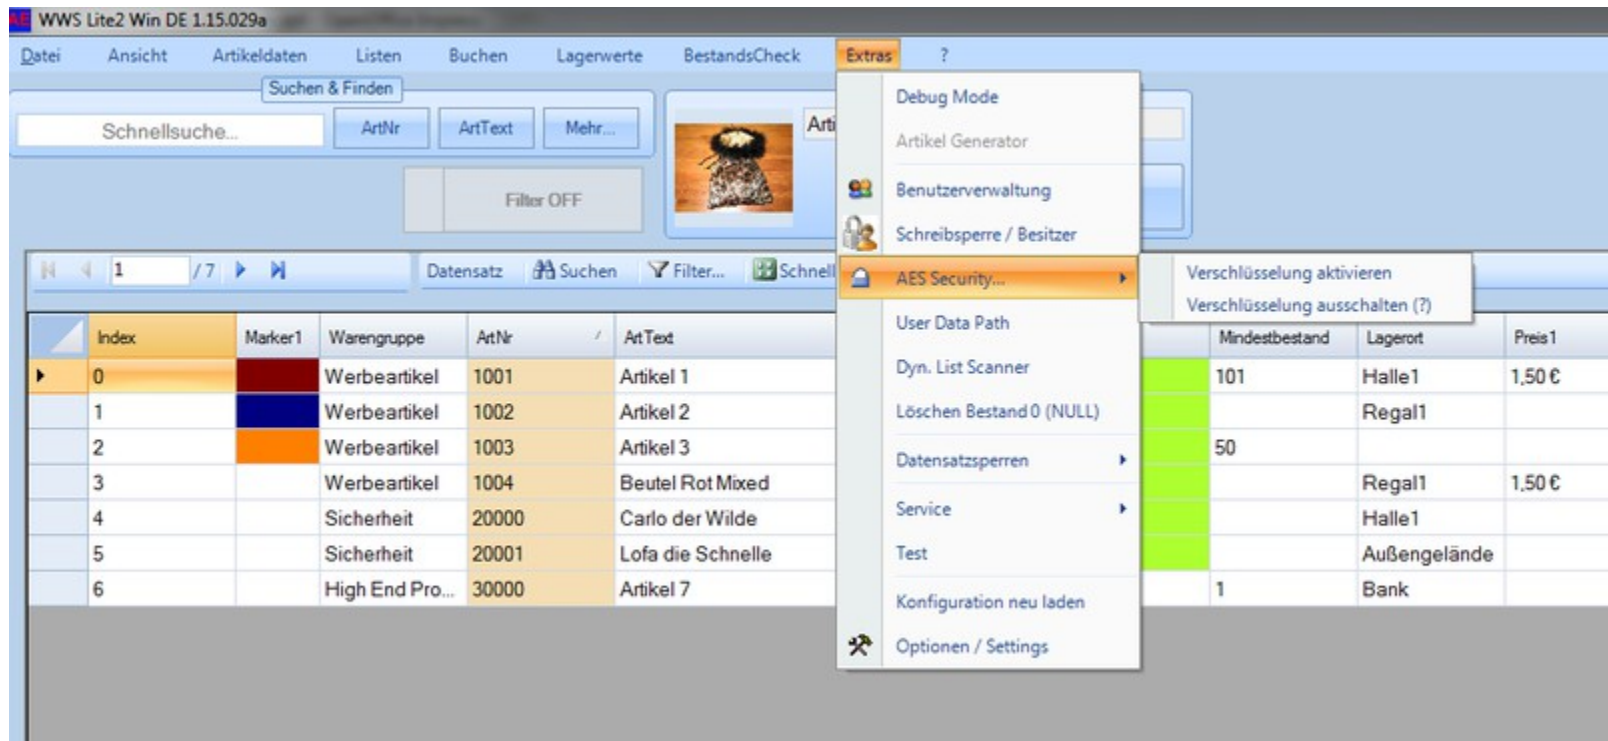 AE WWS Lite2 Win DE 1.15.029a
Datei Ansicht Artikeldaten Listen Buchen Lagerwerte BestandsCheck Extras ?
Suchen & Finden
Schnellsuche... ArtNr ArtText Mehr...
Filter OFF
Arti
Debug Mode
Artikel Generator
Benutzerverwaltung
Schreibsperre / Besitzer
AES Security...
User Data Path
Dyn. List Scanner
Löschen Bestand 0 (NULL)
Datensatzsperren
Service
Test
Konfiguration neu laden
Optionen / Settings
Verschlüsselung aktivieren
Verschlüsselung ausschalten (?)
1 / 7 Datensatz Suchen Filter... Schnell
Index Marker1 Warengruppe ArtNr ArtText Mindestbestand Lagerort Preis1
0 Werbeartikel 1001 Artikel 1 101 Halle1 1,50 €
1 Werbeartikel 1002 Artikel 2 Regal1
2 Werbeartikel 1003 Artikel 3 50
3 Werbeartikel 1004 Beutel Rot Mixed Regal1 1,50 €
4 Sicherheit 20000 Carlo der Wilde Halle1
5 Sicherheit 20001 Lofa die Schnelle Außengelände
6 High End Pro... 30000 Artikel 7 1 Bank